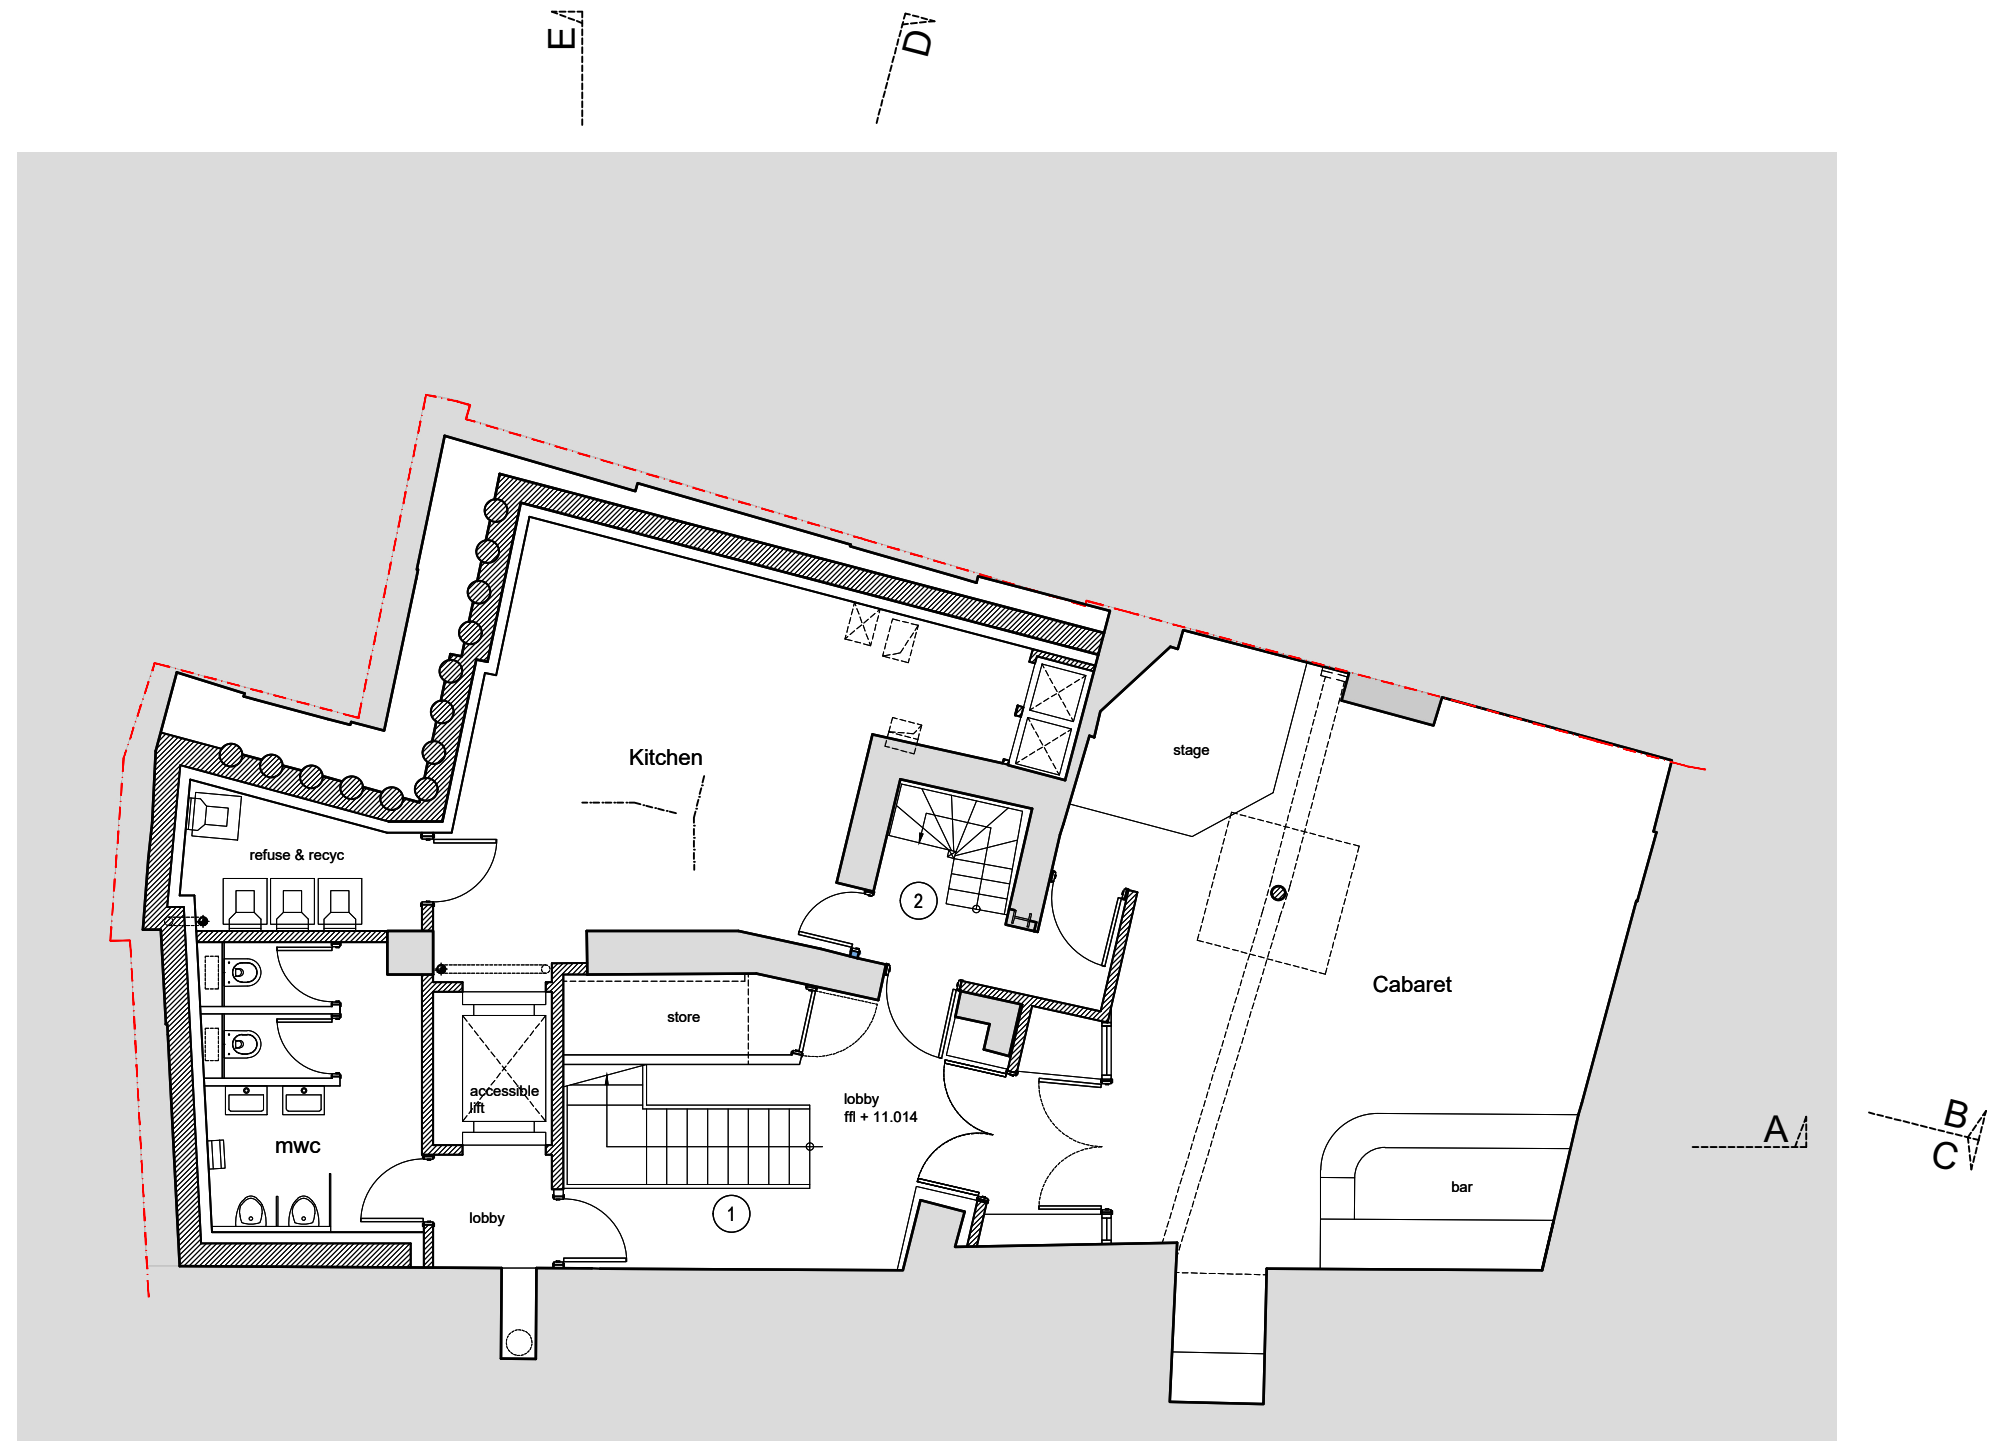 E
D
Kitchen
stage
refuse & recyc
2
Cabaret
store
accessible
lift
lobby
ffl + 11.014
B
A
C
mwc
bar
1
lobby